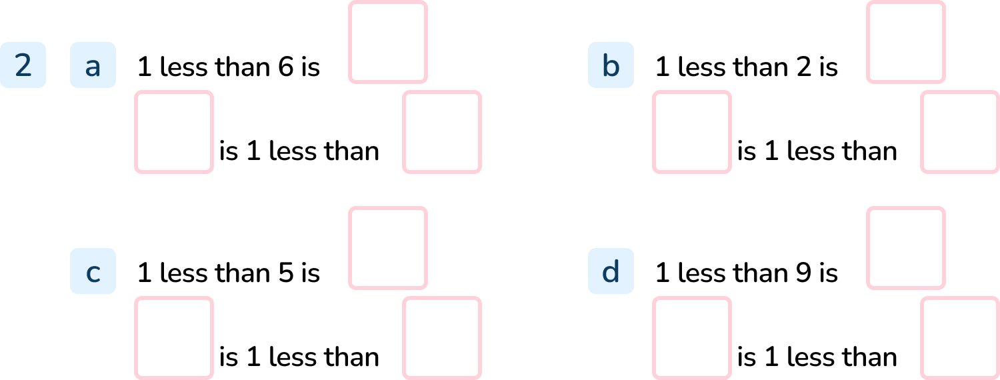 2 a 1 less than 6 is
is 1 less than
b 1 less than 2 is
is 1 less than
c 1 less than 5 is
is 1 less than
d 1 less than 9 is
is 1 less than